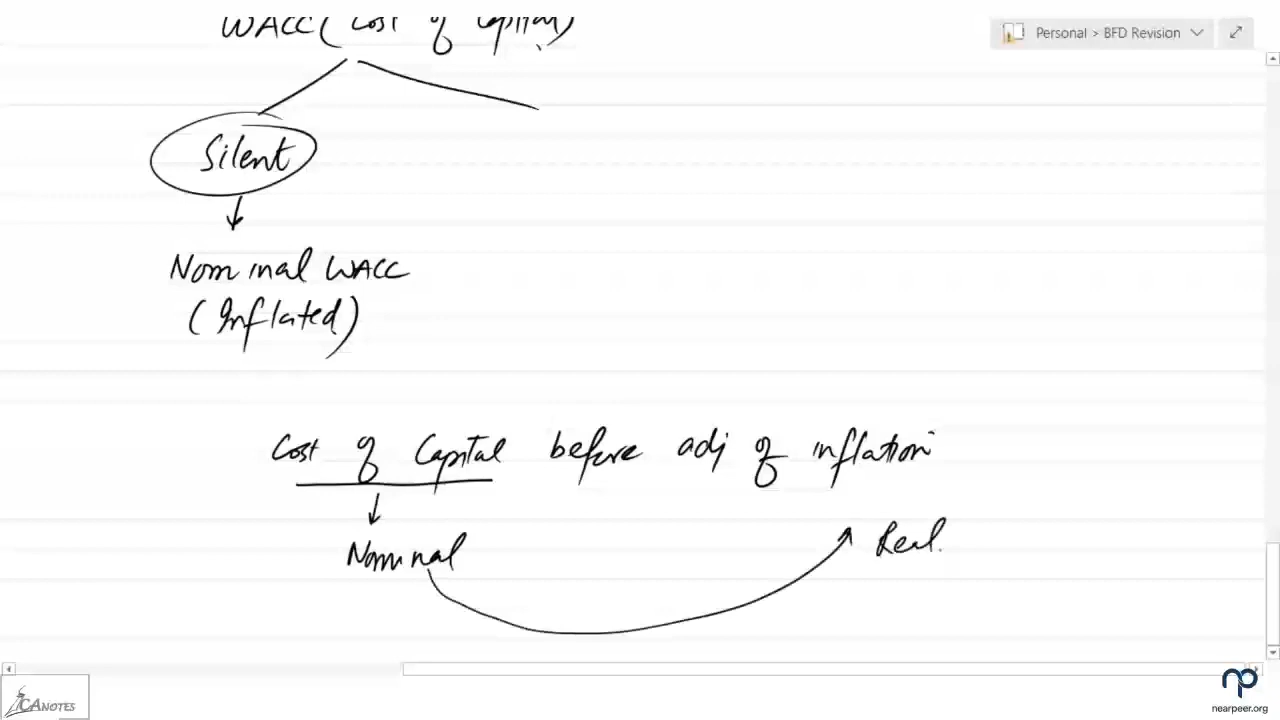 WACC (Cost of Capital)
Personal > BFD Revision
Silent
Nominal WACC
(Inflated)
Cost of Capital before adj of inflation
Nominal
Real.
CANOTES
np
nearpeer.org